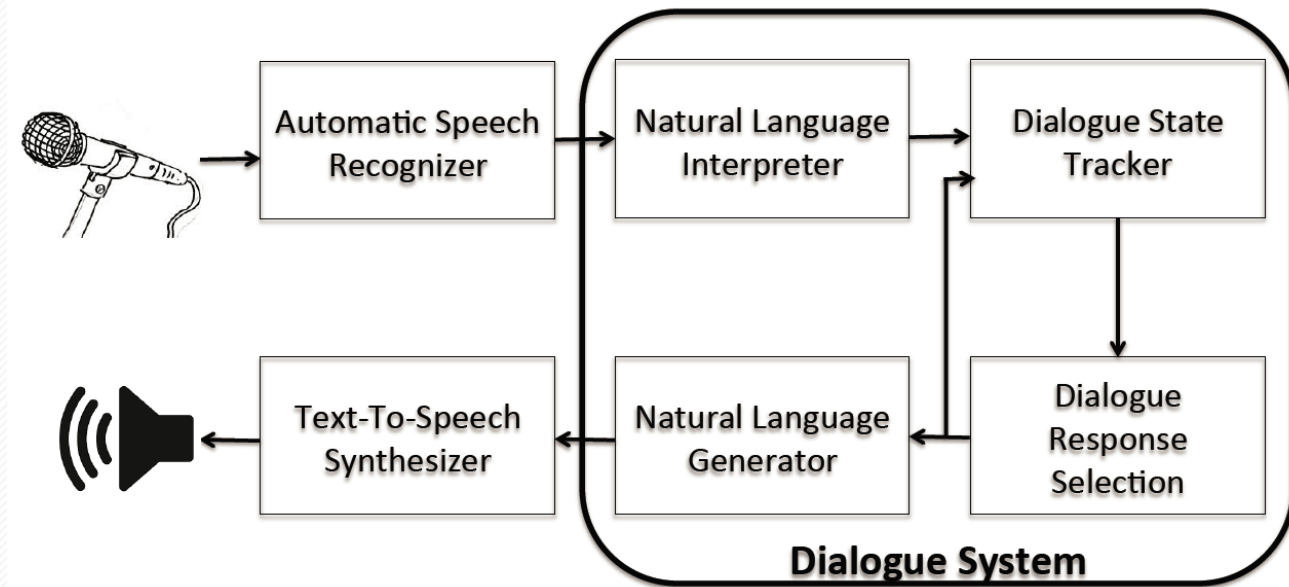 Automatic Speech
Recognizer
Natural Language
Interpreter
Dialogue State
Tracker
Text-To-Speech
Synthesizer
Natural Language
Generator
Dialogue
Response
Selection
Dialogue System